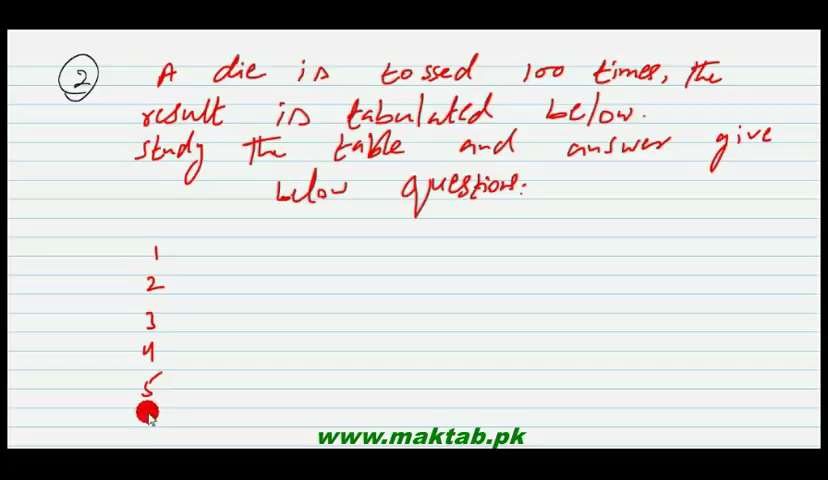 2 A die is tossed 100 times, the
result is tabulated below.
study the table and answer give
below questions.
1
2
3
4
5
www.maktab.pk